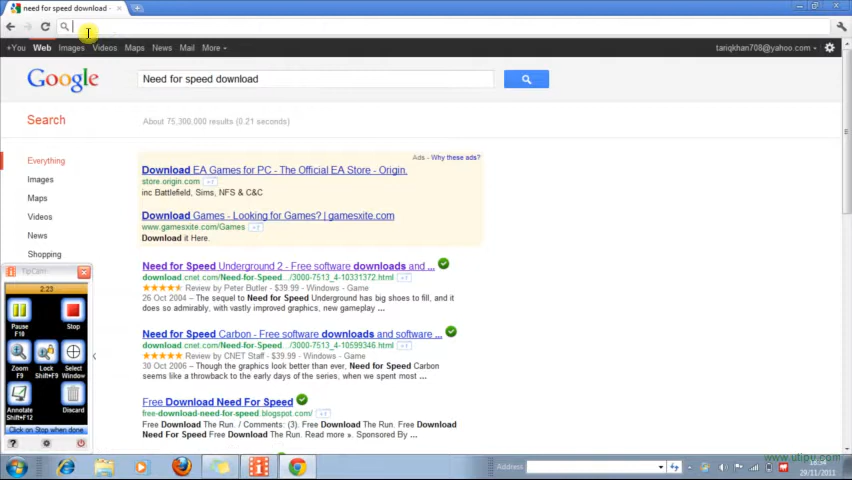 need for speed download -
+You Web Images Videos Maps News Mail More
tariqkhan708@yahoo.com
Google
Need for speed download
Search
About 75,300,000 results (0.21 seconds)
Everything
Images
Maps
Videos
News
Shopping
Ads - Why these ads?
Download EA Games for PC - The Official EA Store - Origin.
store.origin.com +1
inc Battlefield, Sims, NFS & C&C
Download Games - Looking for Games? | gamesxite.com
www.gamesxite.com/Games +1
Download it Here.
Need for Speed Underground 2 - Free software downloads and ...
download.cnet.com/Need-for-Speed.../3000-7513_4-10331372.html +1
Review by Peter Butler - $39.99 - Windows - Game
26 Oct 2004 – The sequel to Need for Speed Underground has big shoes to fill, and it
does so admirably, with vastly improved graphics, new gameplay ...
Need for Speed Carbon - Free software downloads and software ...
download.cnet.com/Need-for-Speed.../3000-7513_4-10599346.html +1
Review by CNET Staff - $39.99 - Windows - Game
30 Oct 2006 – Though the graphics look better than ever, Need for Speed Carbon
seems like a throwback to the early days of the series, when we spent most ...
Free Download Need For Speed
free-download-need-for-speed.blogspot.com/ +1
Free Download The Run. / Comments: (3). Free Download The Run. Free Download
Need For Speed Free Download The Run. Read more ». Sponsored By ...
TipCam
2:23
Pause
F10
Stop
Zoom
F9
Lock
Shift+F9
Select
Window
Annotate
Shift+F12
Discard
Click on Stop when done
?
Address
www.utipu.com
16:54
29/11/2011